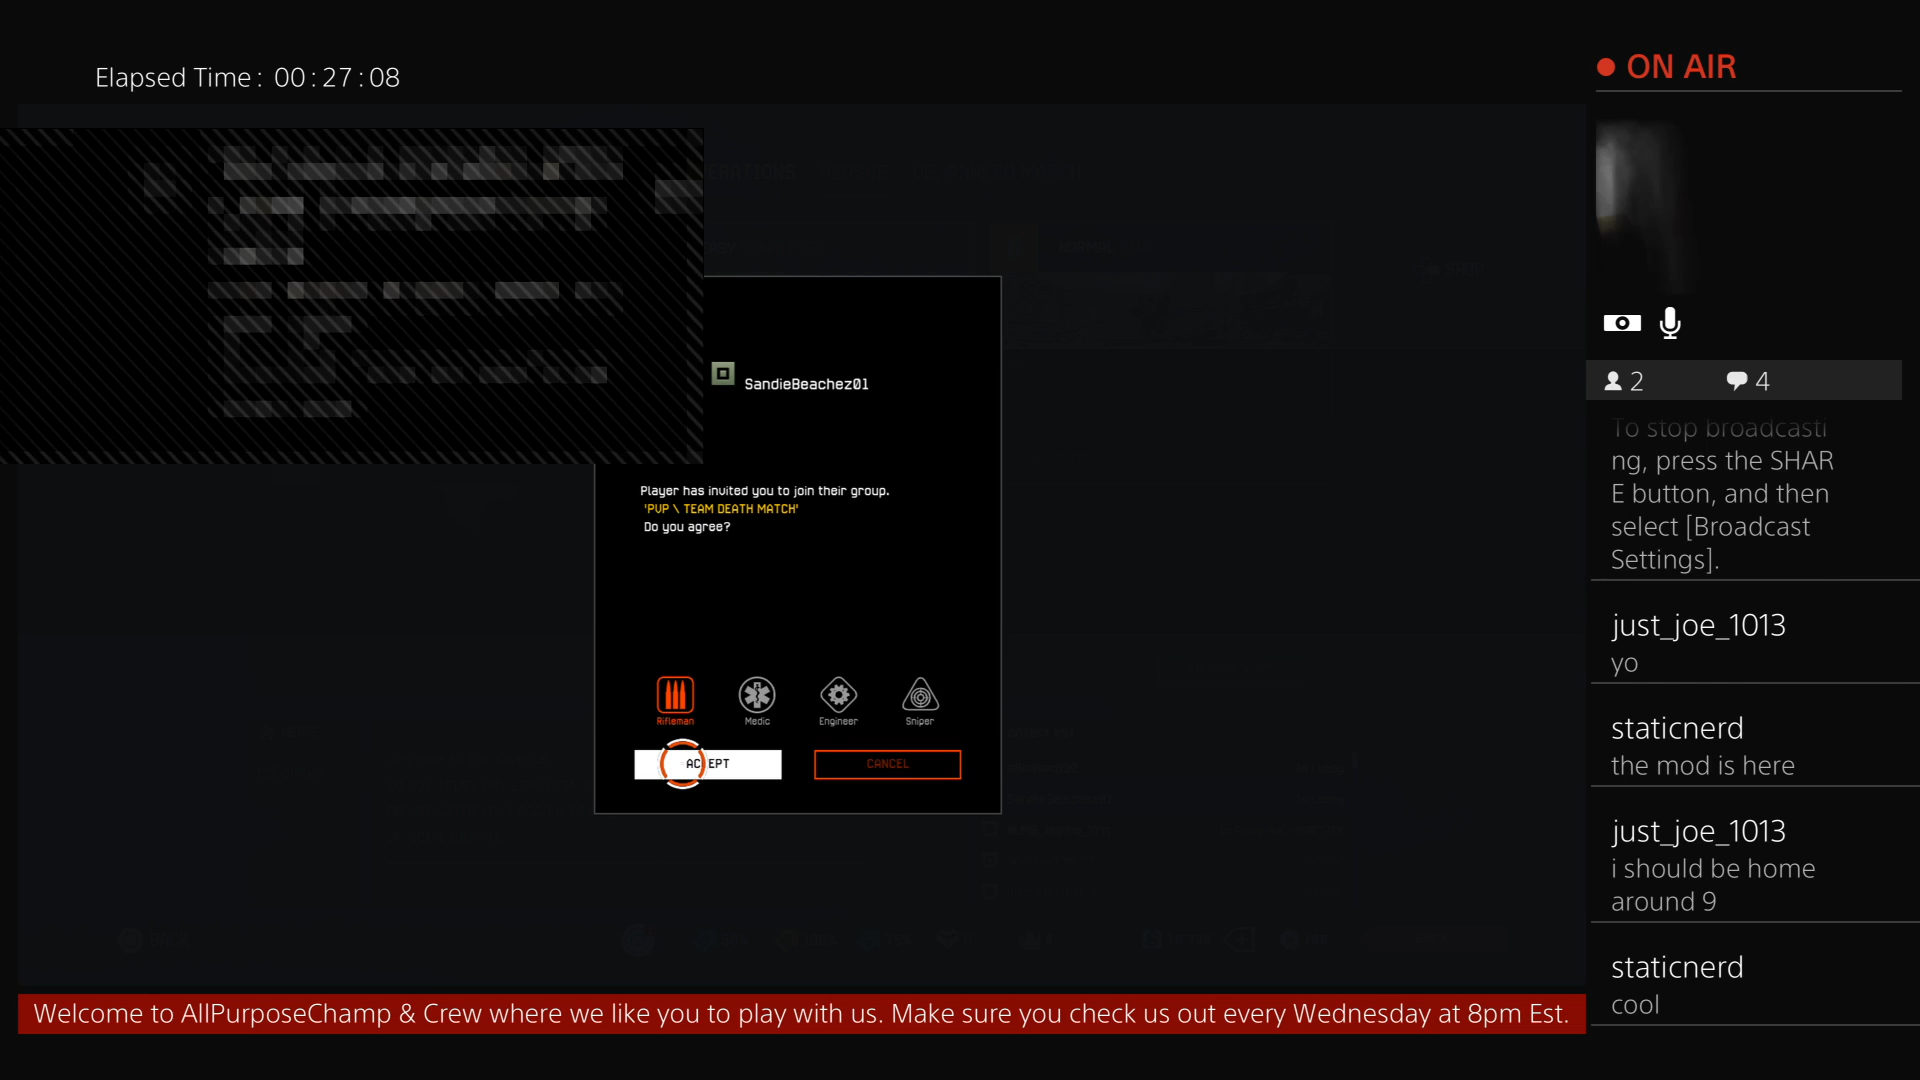 Elapsed Time: 00:27:08
ON AIR
2
4
To stop broadcasti
ng, press the SHAR
E button, and then
select [Broadcast
Settings].
just_joe_1013
yo
staticnerd
the mod is here
just_joe_1013
i should be home
around 9
staticnerd
cool
SandieBeachez01
Player has invited you to join their group.
'PVP \ TEAM DEATH MATCH'
Do you agree?
Rifleman
Medic
Engineer
Sniper
ACCEPT
CANCEL
Welcome to AllPurposeChamp & Crew where we like you to play with us. Make sure you check us out every Wednesday at 8pm Est.